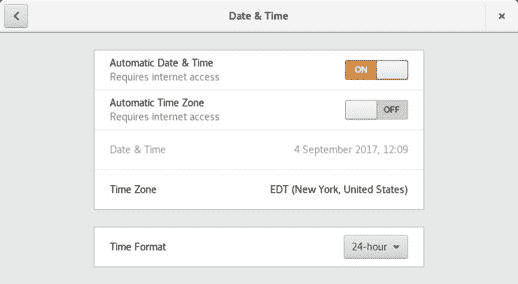 Date & Time
Automatic Date & Time
ON
Requires internet access
Automatic Time Zone
OFF
Requires internet access
Date & Time
4 September 2017, 12:09
Time Zone
EDT (New York, United States)
Time Format
24-hour